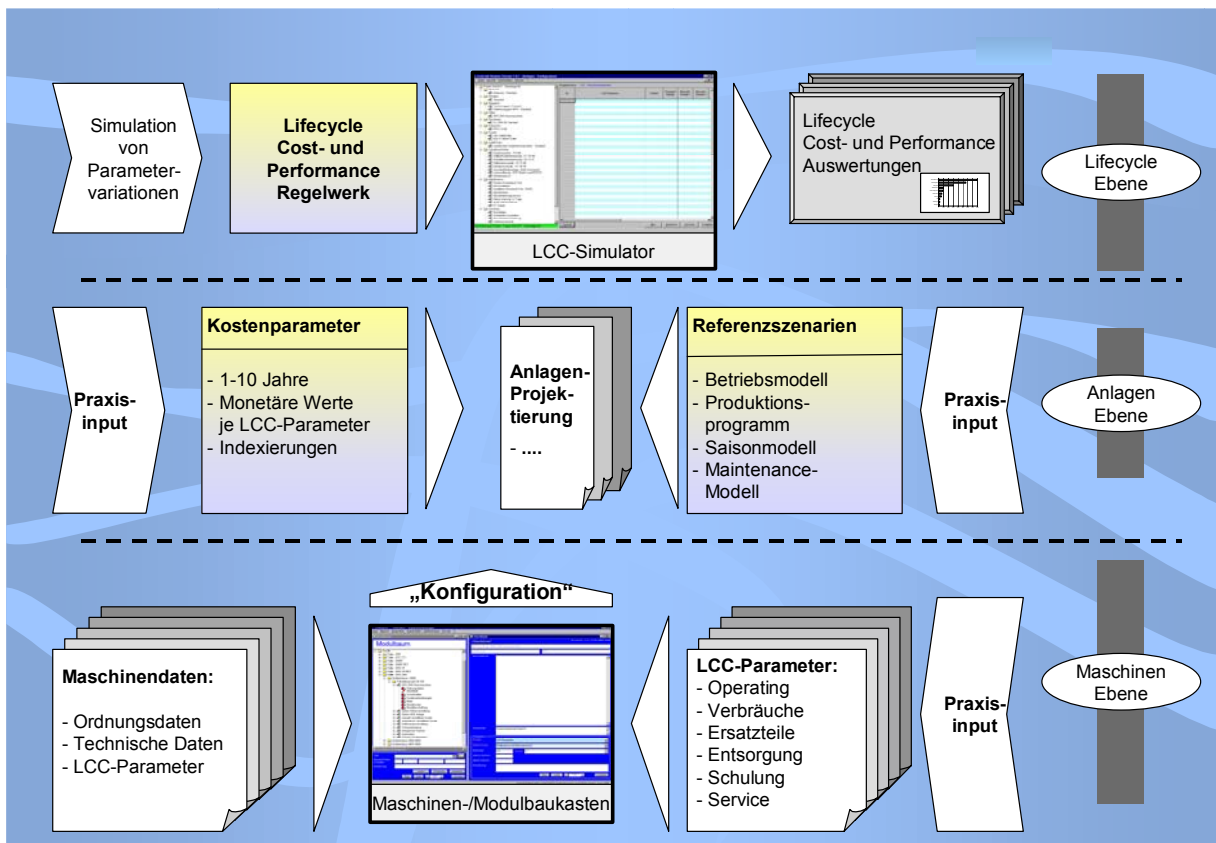 Simulation
von
Parameter-
variationen
Lifecycle
Cost- und
Performance
Regelwerk
LCC-Simulator
Lifecycle
Cost- und Performance
Auswertungen
Lifecycle
Ebene
Praxis-
input
Kostenparameter
- 1-10 Jahre
- Monetäre Werte
je LCC-Parameter
- Indexierungen
Anlagen-
Projek-
tierung
- ....
Referenzszenarien
- Betriebsmodell
- Produktions-
programm
- Saisonmodell
- Maintenance-
Modell
Praxis-
input
Anlagen
Ebene
Maschinendaten:
- Ordnungsdaten
- Technische Daten
- LCC-Parameter
„Konfiguration“
Modulbaum
Maschinen-/Modulbaukasten
LCC-Parameter:
- Operating
- Verbräuche
- Ersatzteile
- Entsorgung
- Schulung
- Service
Praxis-
input
Maschinen
Ebene